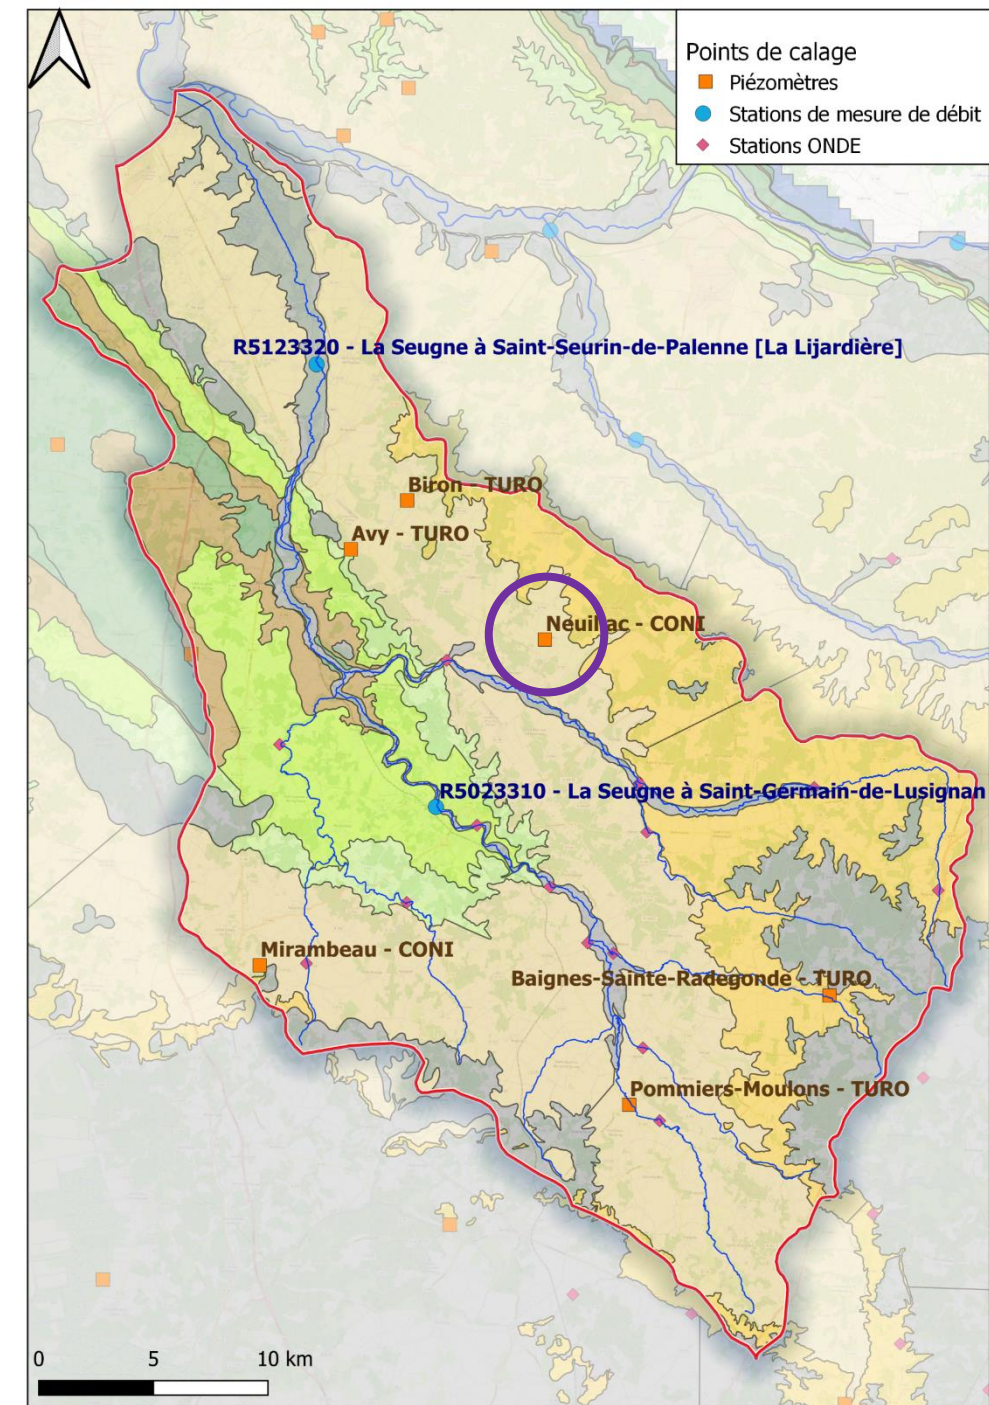 Points de calage
Piézomètres
Stations de mesure de débit
Stations ONDE
R5123320 - La Seugne à Saint-Seurin-de-Palenne [La Lijardière]
Biron - TURO
Avy - TURO
Neuillac - CONI
R5023310 - La Seugne à Saint-Germain-de-Lusignan
Mirambeau - CONI
Baignes-Sainte-Radegonde - TURO
Pommiers-Moulons - TURO
0 5 10 km